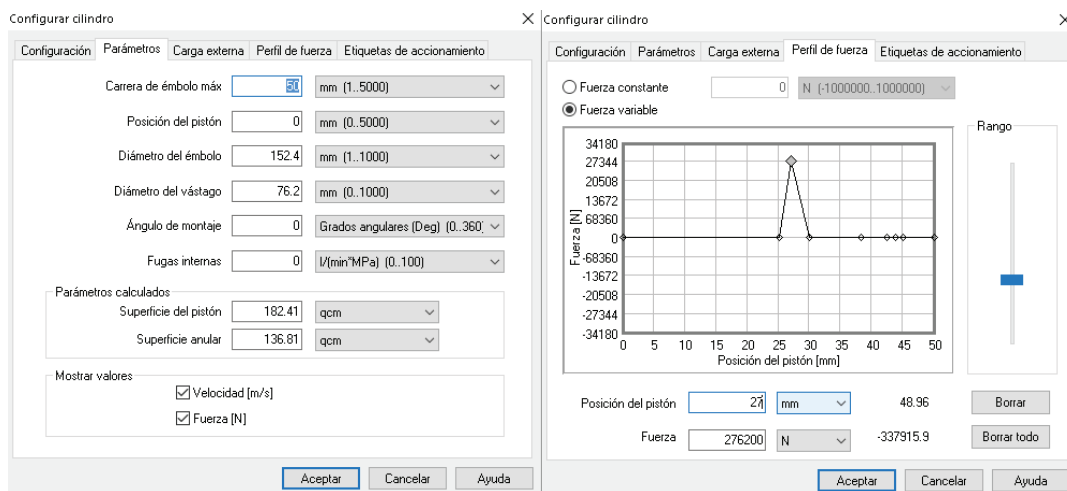 Configurar cilindro
Configuración Parámetros Carga externa Perfil de fuerza Etiquetas de accionamiento
Carrera de émbolo máx 50 mm (1..5000)
Posición del pistón 0 mm (0..5000)
Diámetro del émbolo 152.4 mm (1..1000)
Diámetro del vástago 76.2 mm (0..1000)
Ángulo de montaje 0 Grados angulares (Deg) (0..360)
Fugas internas 0 l/(min*MPa) (0..100)
Parámetros calculados
Superficie del pistón 182.41 qcm
Superficie anular 136.81 qcm
Mostrar valores
Velocidad [m/s]
Fuerza [N]
Aceptar Cancelar Ayuda
Configurar cilindro
Configuración Parámetros Carga externa Perfil de fuerza Etiquetas de accionamiento
Fuerza constante 0 N (-1000000..1000000)
Fuerza variable
Rango
Fuerza [N]
34180
27344
20508
13672
68360
0
-68360
-13672
-20508
-27344
-34180
0 5 10 15 20 25 30 35 40 45 50
Posición del pistón [mm]
Posición del pistón 27 mm 48.96 Borrar
Fuerza 276200 N -337915.9 Borrar todo
Aceptar Cancelar Ayuda